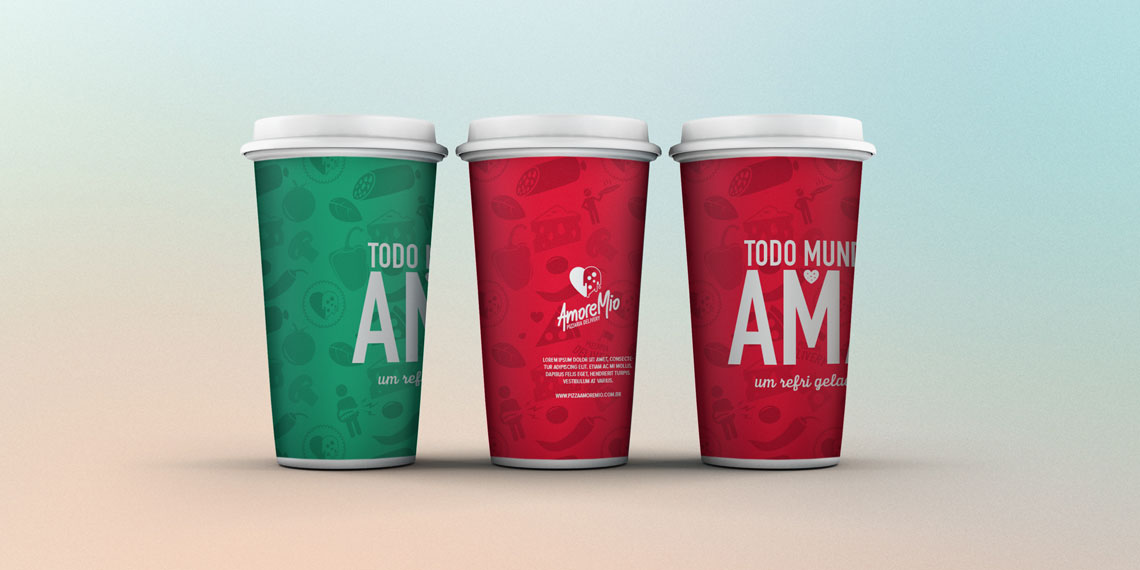 TODO
AM
um refr
AmoreMio
PIZZARIA DELIVERY
LOREM IPSUM DOLOR SIT AMET, CONSECTE
TUR ADIPISCING ELIT. ETIAM AC MI MOLLIS,
DAPIBUS FELIS EGET, HENDRERIT TURPIS.
VESTIBULUM AT VARIUS.
WWW.PIZZAAMOREMIO.COM.BR
TODO MUND
AMA
um refri gelad